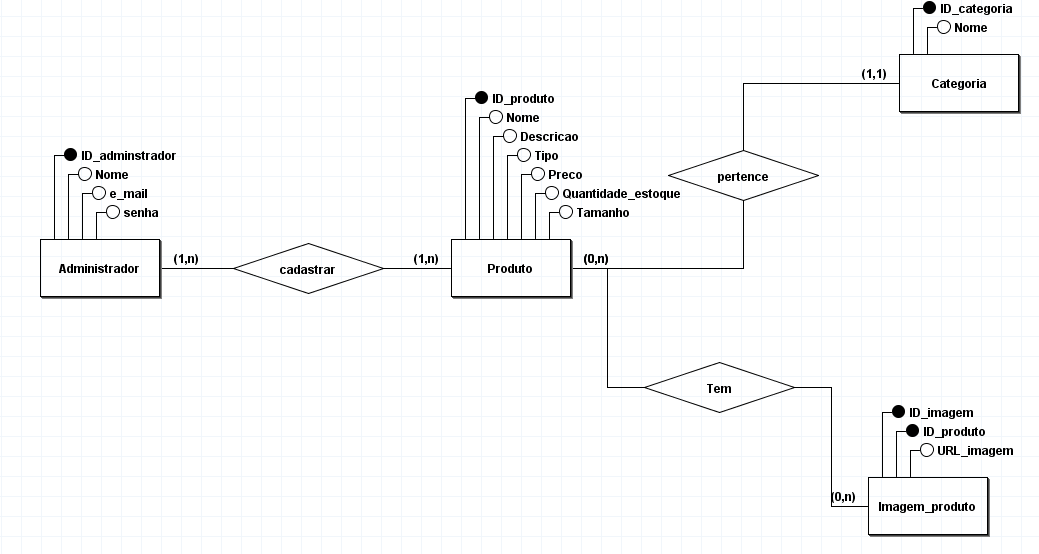 ID_categoria
Nome
(1,1)
Categoria
ID_produto
Nome
Descricao
Tipo
Preco
Quantidade_estoque
Tamanho
ID_adminstrador
Nome
e_mail
senha
pertence
Administrador
(1,n)
cadastrar
(1,n)
Produto
(0,n)
Tem
ID_imagem
ID_produto
URL_imagem
(0,n)
Imagem_produto